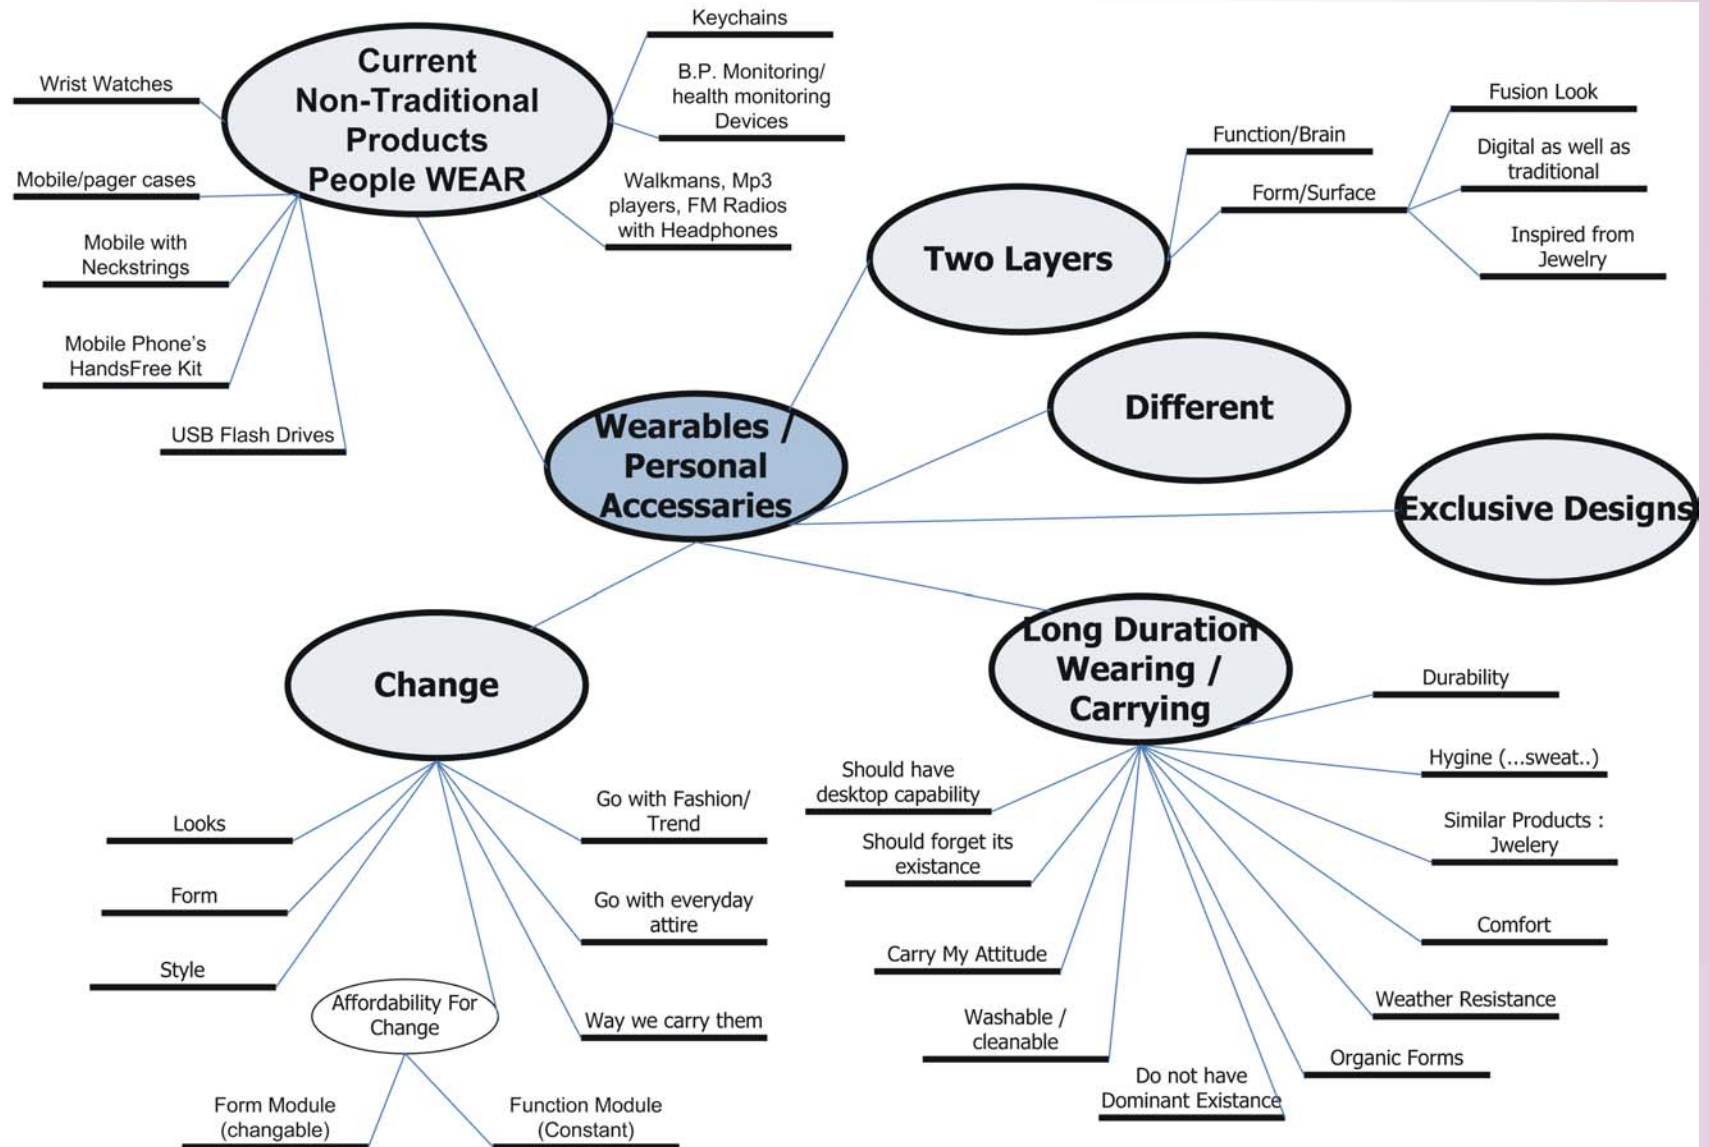 Current
Non-Traditional
Products
People WEAR
Wrist Watches
Mobile/pager cases
Mobile with
Neckstrings
Mobile Phone's
HandsFree Kit
USB Flash Drives
Keychains
B.P. Monitoring/
health monitoring
Devices
Walkmans, Mp3
players, FM Radios
with Headphones
Two Layers
Function/Brain
Form/Surface
Fusion Look
Digital as well as
traditional
Inspired from
Jewelry
Different
Exclusive Designs
Wearables /
Personal
Accessaries
Change
Looks
Form
Style
Affordability For
Change
Form Module
(changable)
Function Module
(Constant)
Go with Fashion/
Trend
Go with everyday
attire
Way we carry them
Long Duration
Wearing /
Carrying
Should have
desktop capability
Should forget its
existance
Carry My Attitude
Washable /
cleanable
Do not have
Dominant Existance
Durability
Hygine (...sweat..)
Similar Products :
Jwelery
Comfort
Weather Resistance
Organic Forms